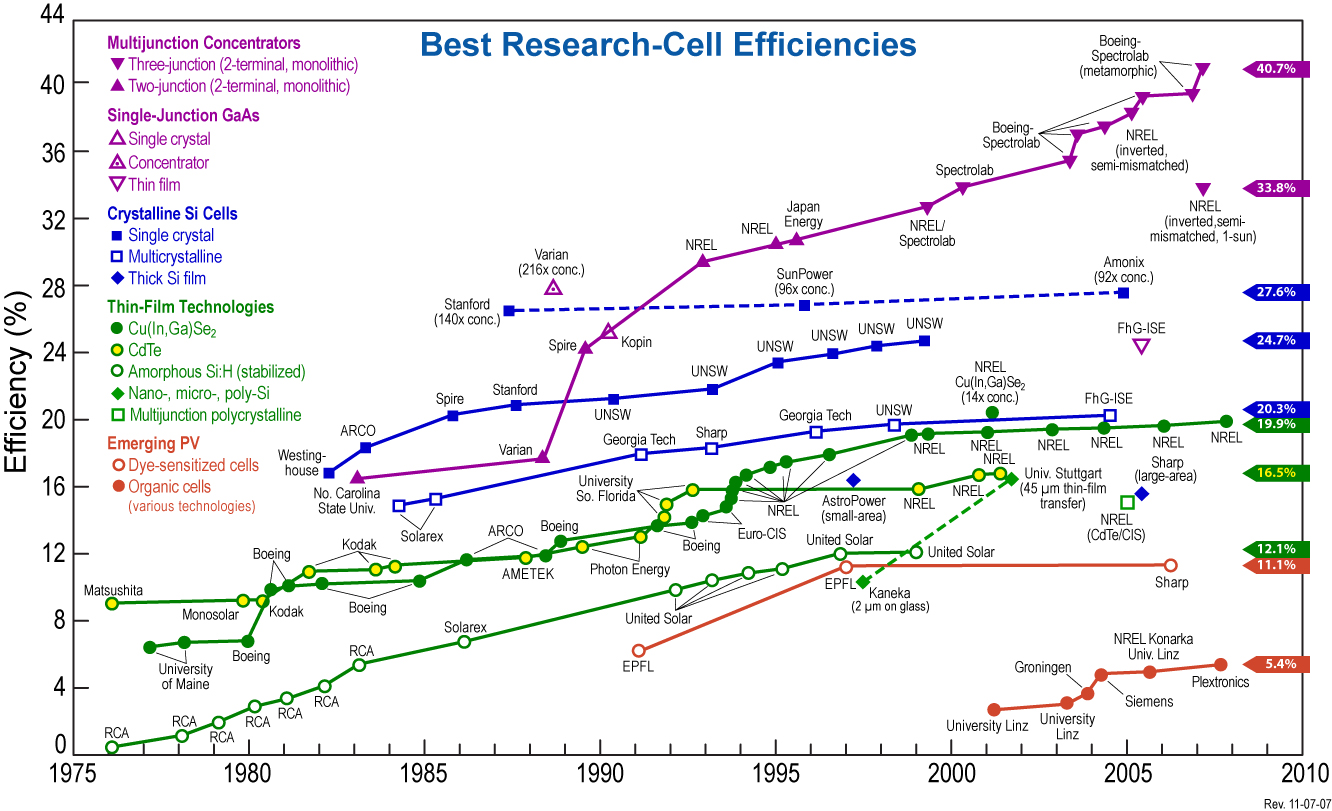 Best Research-Cell Efficiencies
Efficiency (%)
44
40
36
32
28
24
20
16
12
8
4
0
1975
1980
1985
1990
1995
2000
2005
2010
Multijunction Concentrators
Three-junction (2-terminal, monolithic)
Two-junction (2-terminal, monolithic)
Single-Junction GaAs
Single crystal
Concentrator
Thin film
Crystalline Si Cells
Single crystal
Multicrystalline
Thick Si film
Thin-Film Technologies
Cu(In,Ga)Se₂
CdTe
Amorphous Si:H (stabilized)
Nano-, micro-, poly-Si
Multijunction polycrystalline
Emerging PV
Dye-sensitized cells
Organic cells
(various technologies)
Boeing-
Spectrolab
(metamorphic)
Boeing-
Spectrolab
NREL
(inverted,
semi-mismatched)
Spectrolab
NREL/
Spectrolab
Japan
Energy
NREL
NREL
NREL
(inverted,semi-
mismatched, 1-sun)
Varian
(216x conc.)
Stanford
(140x conc.)
SunPower
(96x conc.)
Amonix
(92x conc.)
Spire
Kopin
FhG-ISE
UNSW
UNSW
UNSW
UNSW
UNSW
UNSW
Stanford
Spire
ARCO
Westing-
house
No. Carolina
State Univ.
Varian
NREL
Cu(In,Ga)Se₂
(14x conc.)
FhG-ISE
UNSW
Georgia Tech
Sharp
Georgia Tech
Solarex
NREL
NREL
NREL
NREL
NREL
NREL
NREL
NREL
NREL
NREL
University
So. Florida
AstroPower
(small-area)
Univ. Stuttgart
(45 µm thin-film
transfer)
Sharp
(large-area)
NREL
(CdTe/CIS)
Euro-CIS
Boeing
Boeing
ARCO
AMETEK
Photon Energy
Kodak
Boeing
Matsushita
Monosolar
Kodak
Boeing
Boeing
University
of Maine
United Solar
United Solar
United Solar
EPFL
Kaneka
(2 µm on glass)
Sharp
EPFL
Solarex
RCA
RCA
RCA
RCA
RCA
RCA
RCA
RCA
NREL Konarka
Univ. Linz
Groningen
Siemens
Plextronics
University Linz
University
Linz
40.7%
33.8%
27.6%
24.7%
20.3%
19.9%
16.5%
12.1%
11.1%
5.4%
Rev. 11-07-07